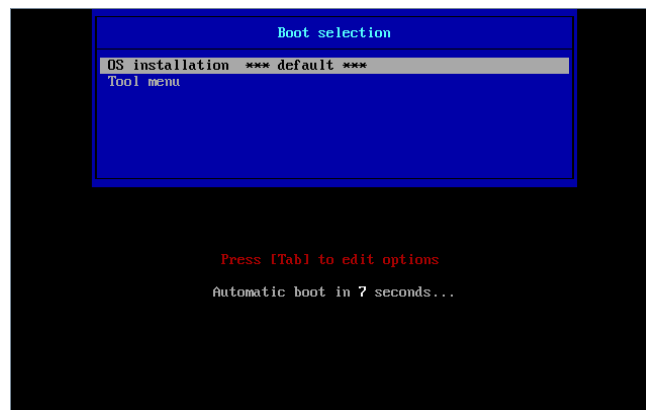 Boot selection
OS installation *** default ***
Tool menu
Press [Tab] to edit options
Automatic boot in 7 seconds...